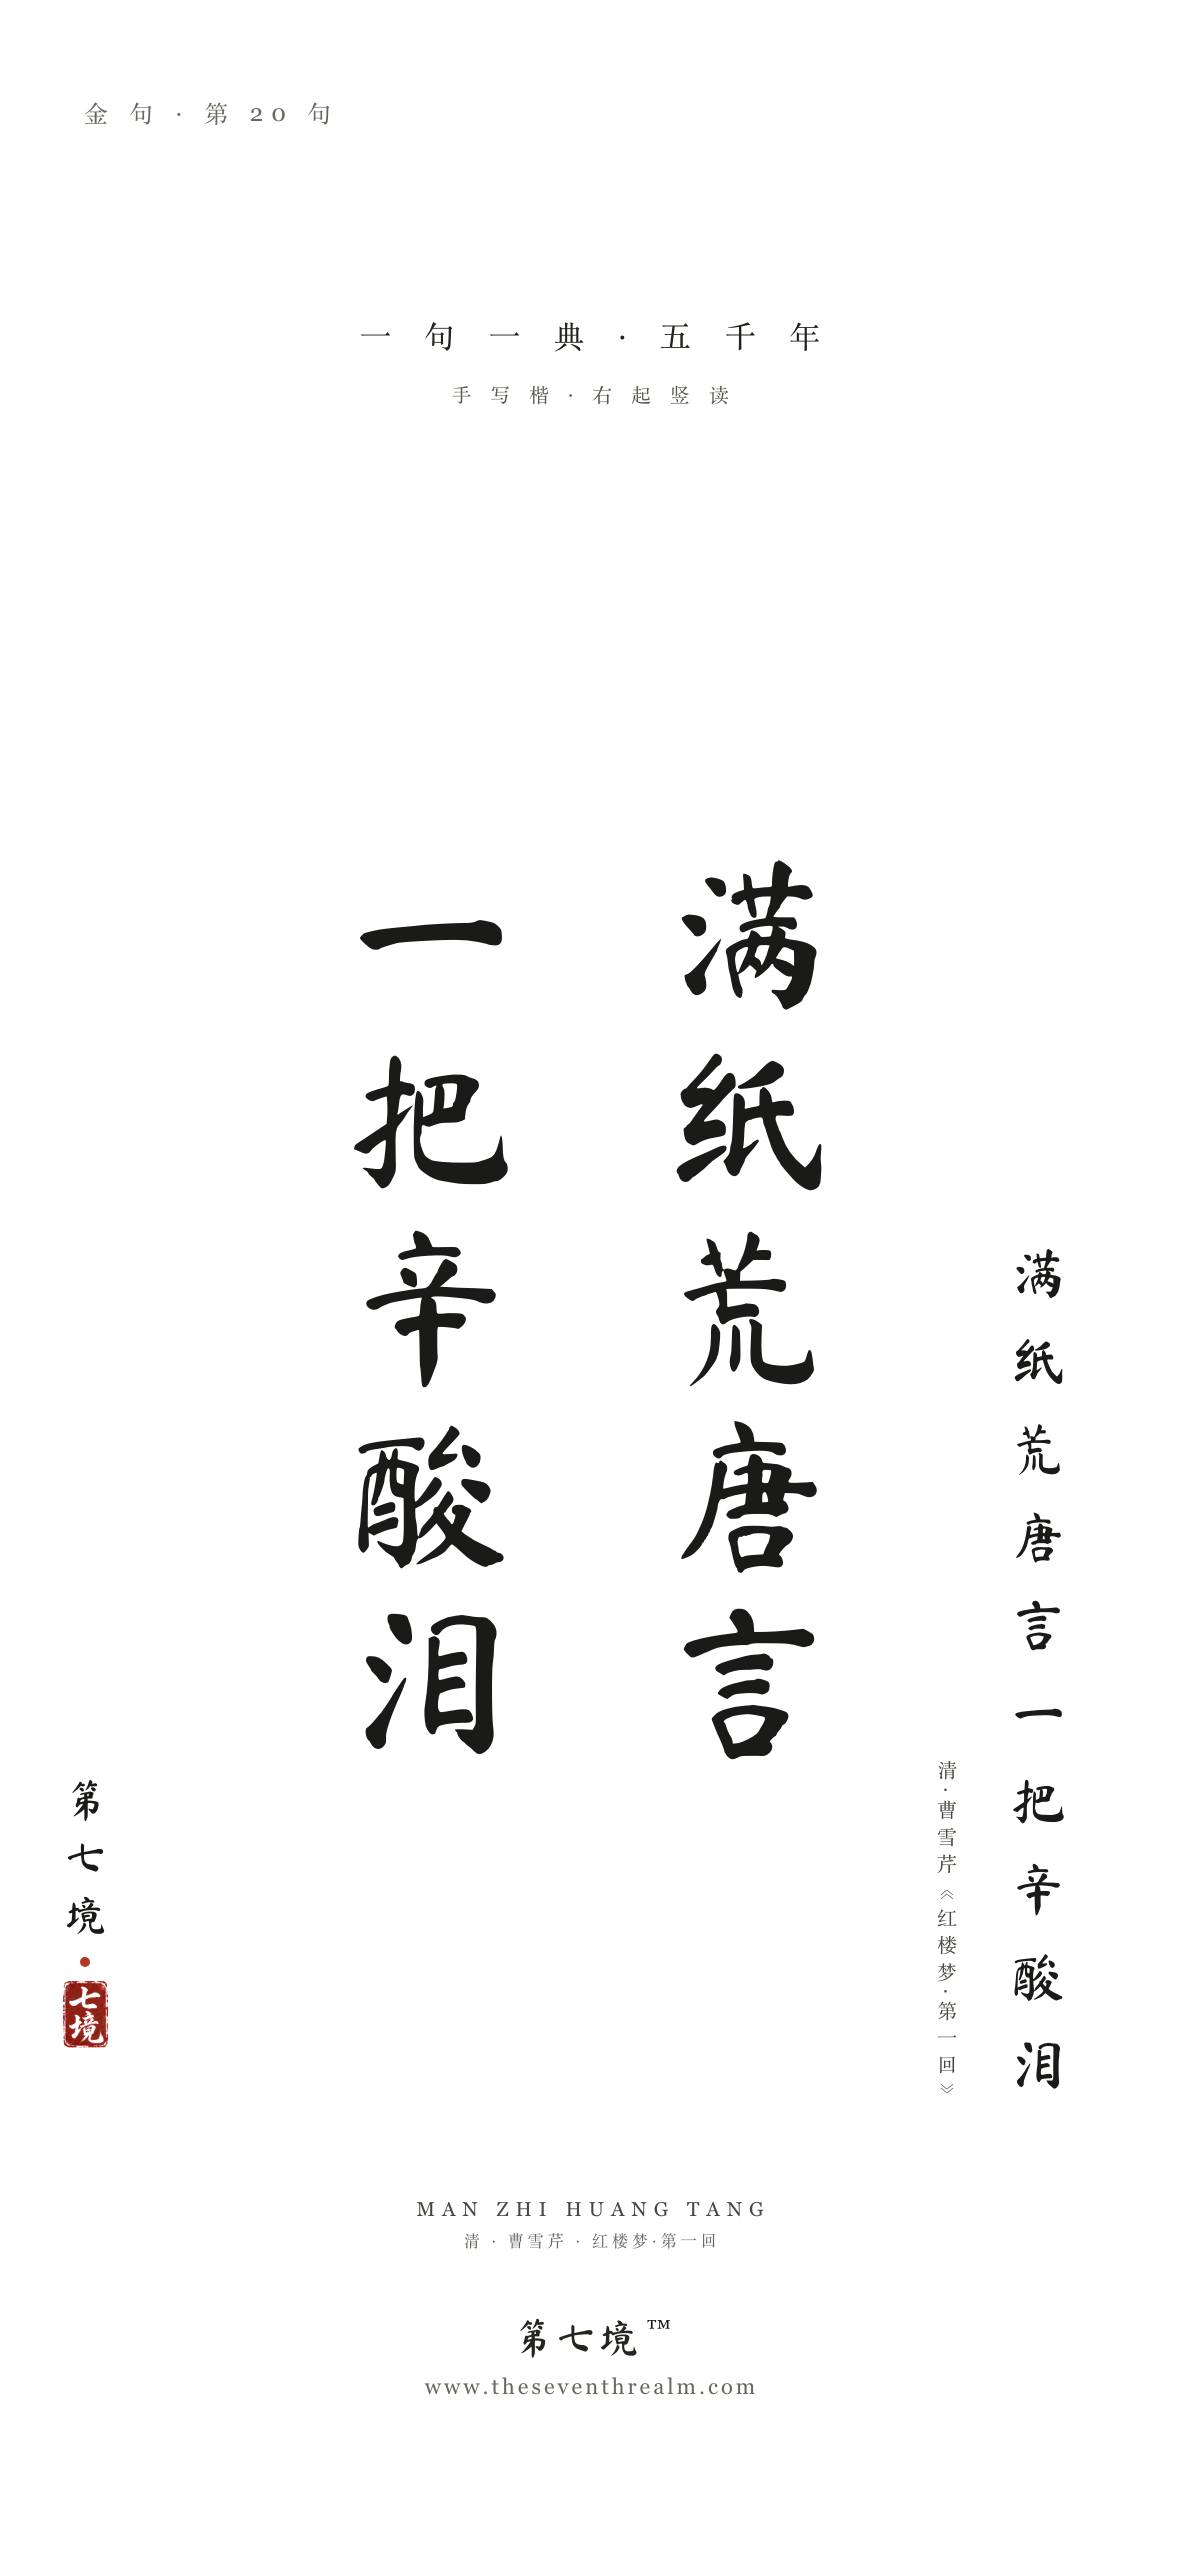 金句·第20句
一句一典·五千年
手写楷·右起竖读
满纸荒唐言
一把辛酸泪
满纸荒唐言一把辛酸泪
清·曹雪芹《红楼梦·第一回》
第七境
七境
MAN ZHI HUANG TANG
清·曹雪芹·红楼梦·第一回
第七境™
www.theseventhrealm.com